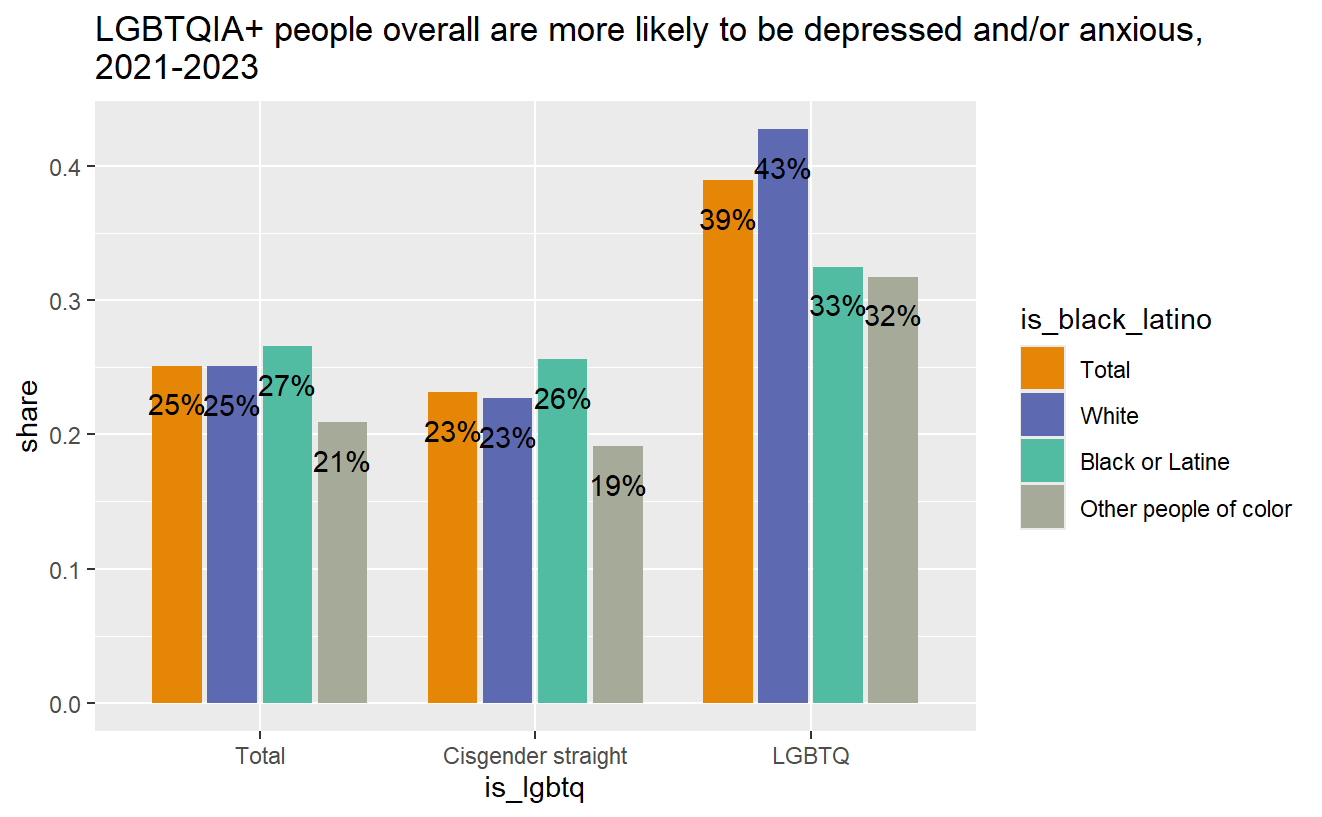 LGBTQIA+ people overall are more likely to be depressed and/or anxious,
2021-2023
share
0.4
0.3
0.2
0.1
0.0
25%
25%
27%
21%
23%
23%
26%
19%
39%
43%
33%
32%
Total
Cisgender straight
LGBTQ
is_lgbtq
is_black_latino
Total
White
Black or Latine
Other people of color